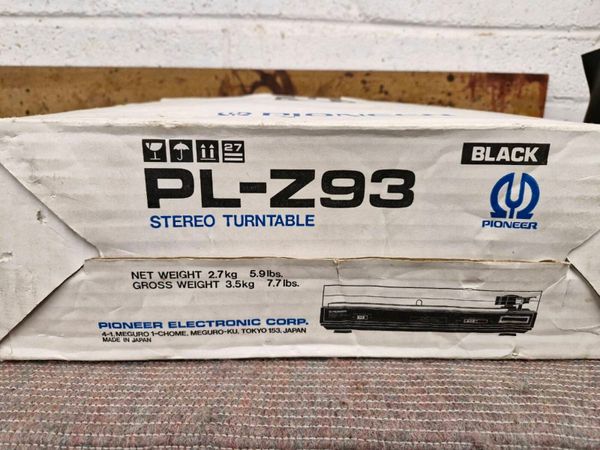 PIONEER
27
BLACK
PL-Z93
STEREO TURNTABLE
PIONEER
NET WEIGHT 2.7kg 5.9lbs.
GROSS WEIGHT 3.5kg 7.7lbs.
PIONEER ELECTRONIC CORP.
4-1, MEGURO 1-CHOME, MEGURO-KU, TOKYO 153, JAPAN
MADE IN JAPAN